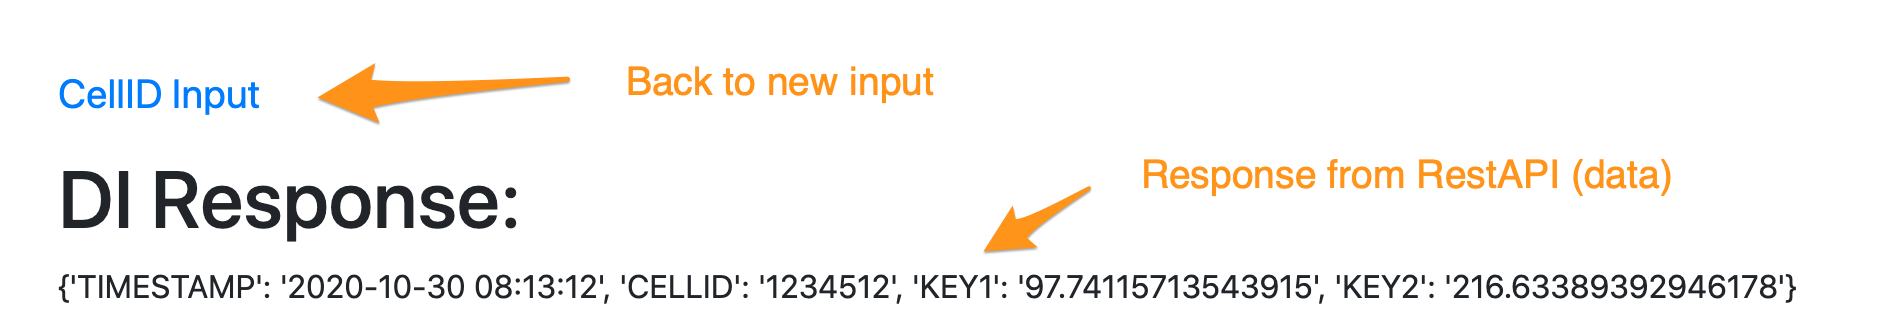 CellID Input
Back to new input
Response from RestAPI (data)
DI Response:
{'TIMESTAMP': '2020-10-30 08:13:12', 'CELLID': '1234512', 'KEY1': '97.74115713543915', 'KEY2': '216.63389392946178'}